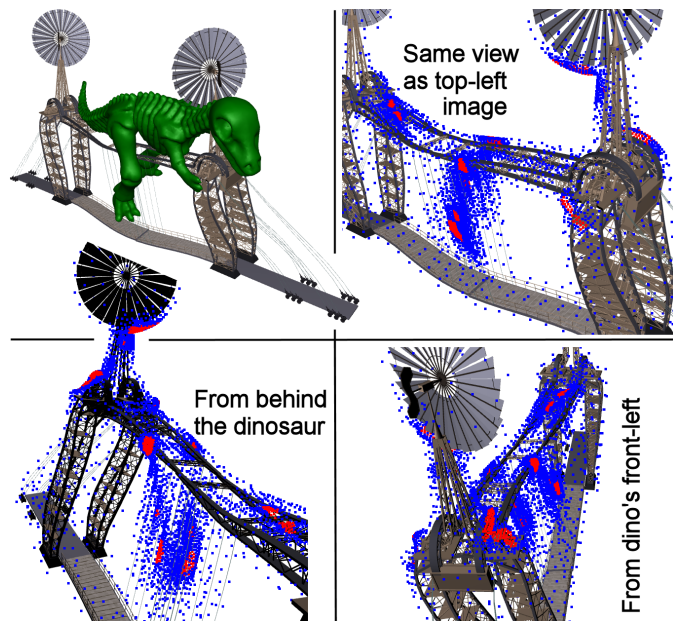 Same view
as top-left
image
From behind
the dinosaur
From dino's front-left